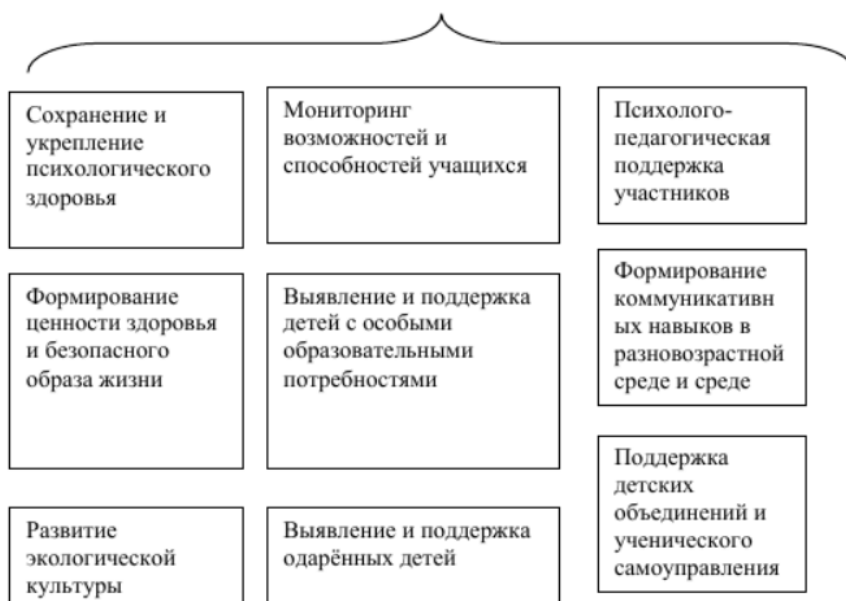 Сохранение и
укрепление
психологического
здоровья
Мониторинг
возможностей и
способностей учащихся
Психолого-
педагогическая
поддержка
участников
Формирование
ценности здоровья
и безопасного
образа жизни
Выявление и поддержка
детей с особыми
образовательными
потребностями
Формирование
коммуникативн
ых навыков в
разновозрастной
среде и среде
Развитие
экологической
культуры
Выявление и поддержка
одарённых детей
Поддержка
детских
объединений и
ученического
самоуправления